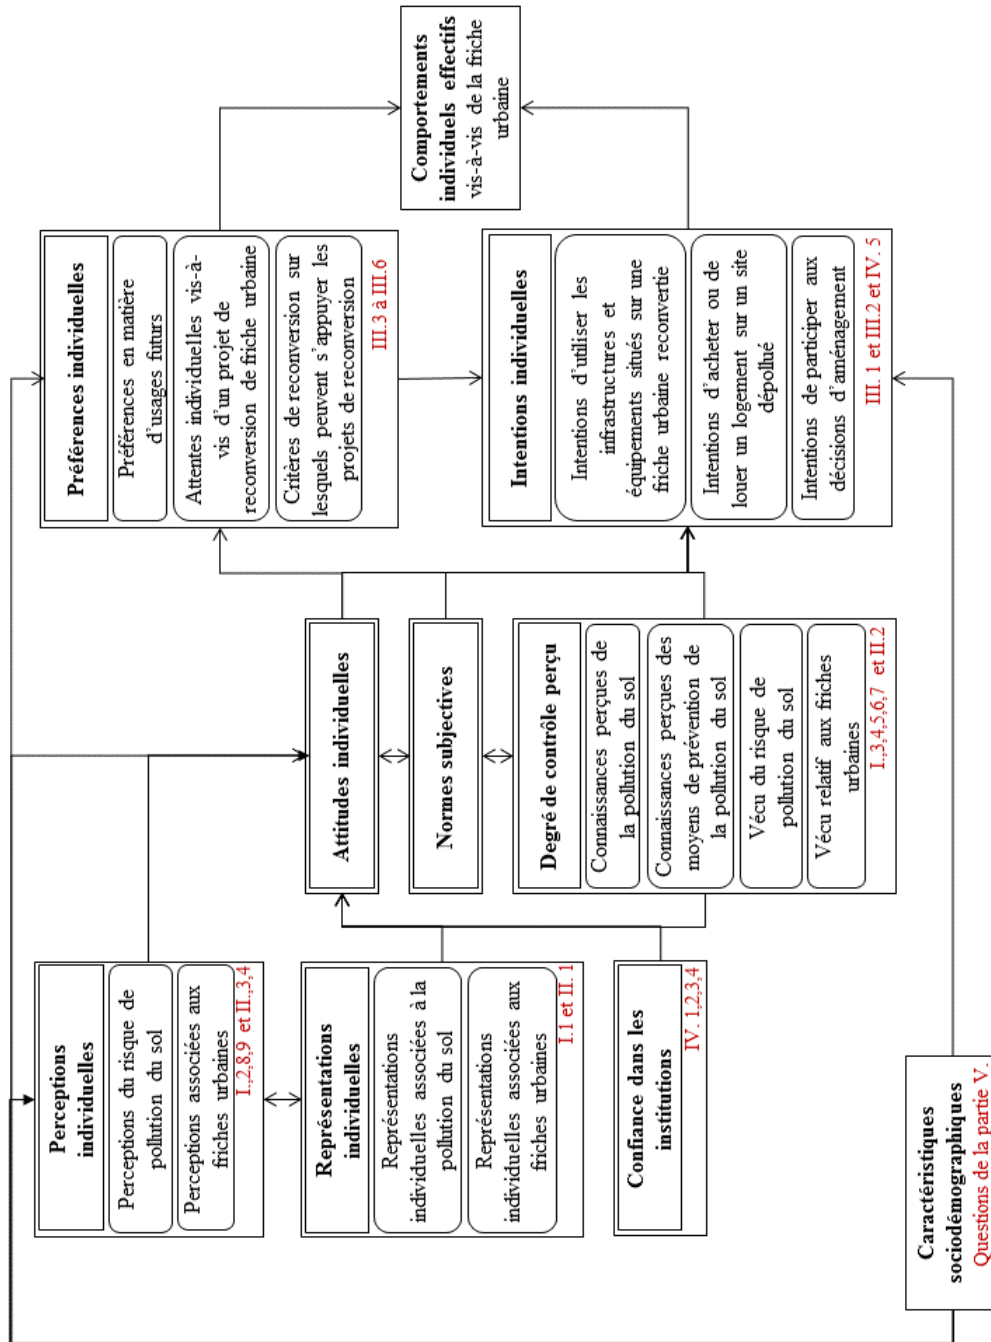 Perceptions
individuelles
Perceptions du risque de
pollution du sol
Perceptions associées aux
friches urbaines
I.,2,8,9 et II.,3,4
Représentations
individuelles
Représentations
individuelles associées à la
pollution du sol
Représentations
individuelles associées aux
friches urbaines
I.1 et II. 1
Confiance dans les
institutions
IV. 1,2,3,4
Caractéristiques
sociodémographiques
Questions de la partie V.
Attitudes individuelles
Normes subjectives
Degré de contrôle perçu
Connaissances perçues de
la pollution du sol
Connaissances perçues des
moyens de prévention de
la pollution du sol
Vécu du risque de
pollution du sol
Vécu relatif aux friches
urbaines
I.,3,4,5,6,7 et II.2
Préférences individuelles
Préférences en matière
d'usages futurs
Attentes individuelles vis-à-
vis d'un projet de
reconversion de friche urbaine
Critères de reconversion sur
lesquels peuvent s'appuyer les
projets de reconversion
III.3 à III.6
Intentions individuelles
Intentions d'utiliser les
infrastructures et
équipements situés sur une
friche urbaine reconvertie
Intentions d'acheter ou de
louer un logement sur un site
dépollué
Intentions de participer aux
décisions d'aménagement
III. 1 et III.2 et IV. 5
Comportements
individuels effectifs
vis-à-vis de la friche
urbaine